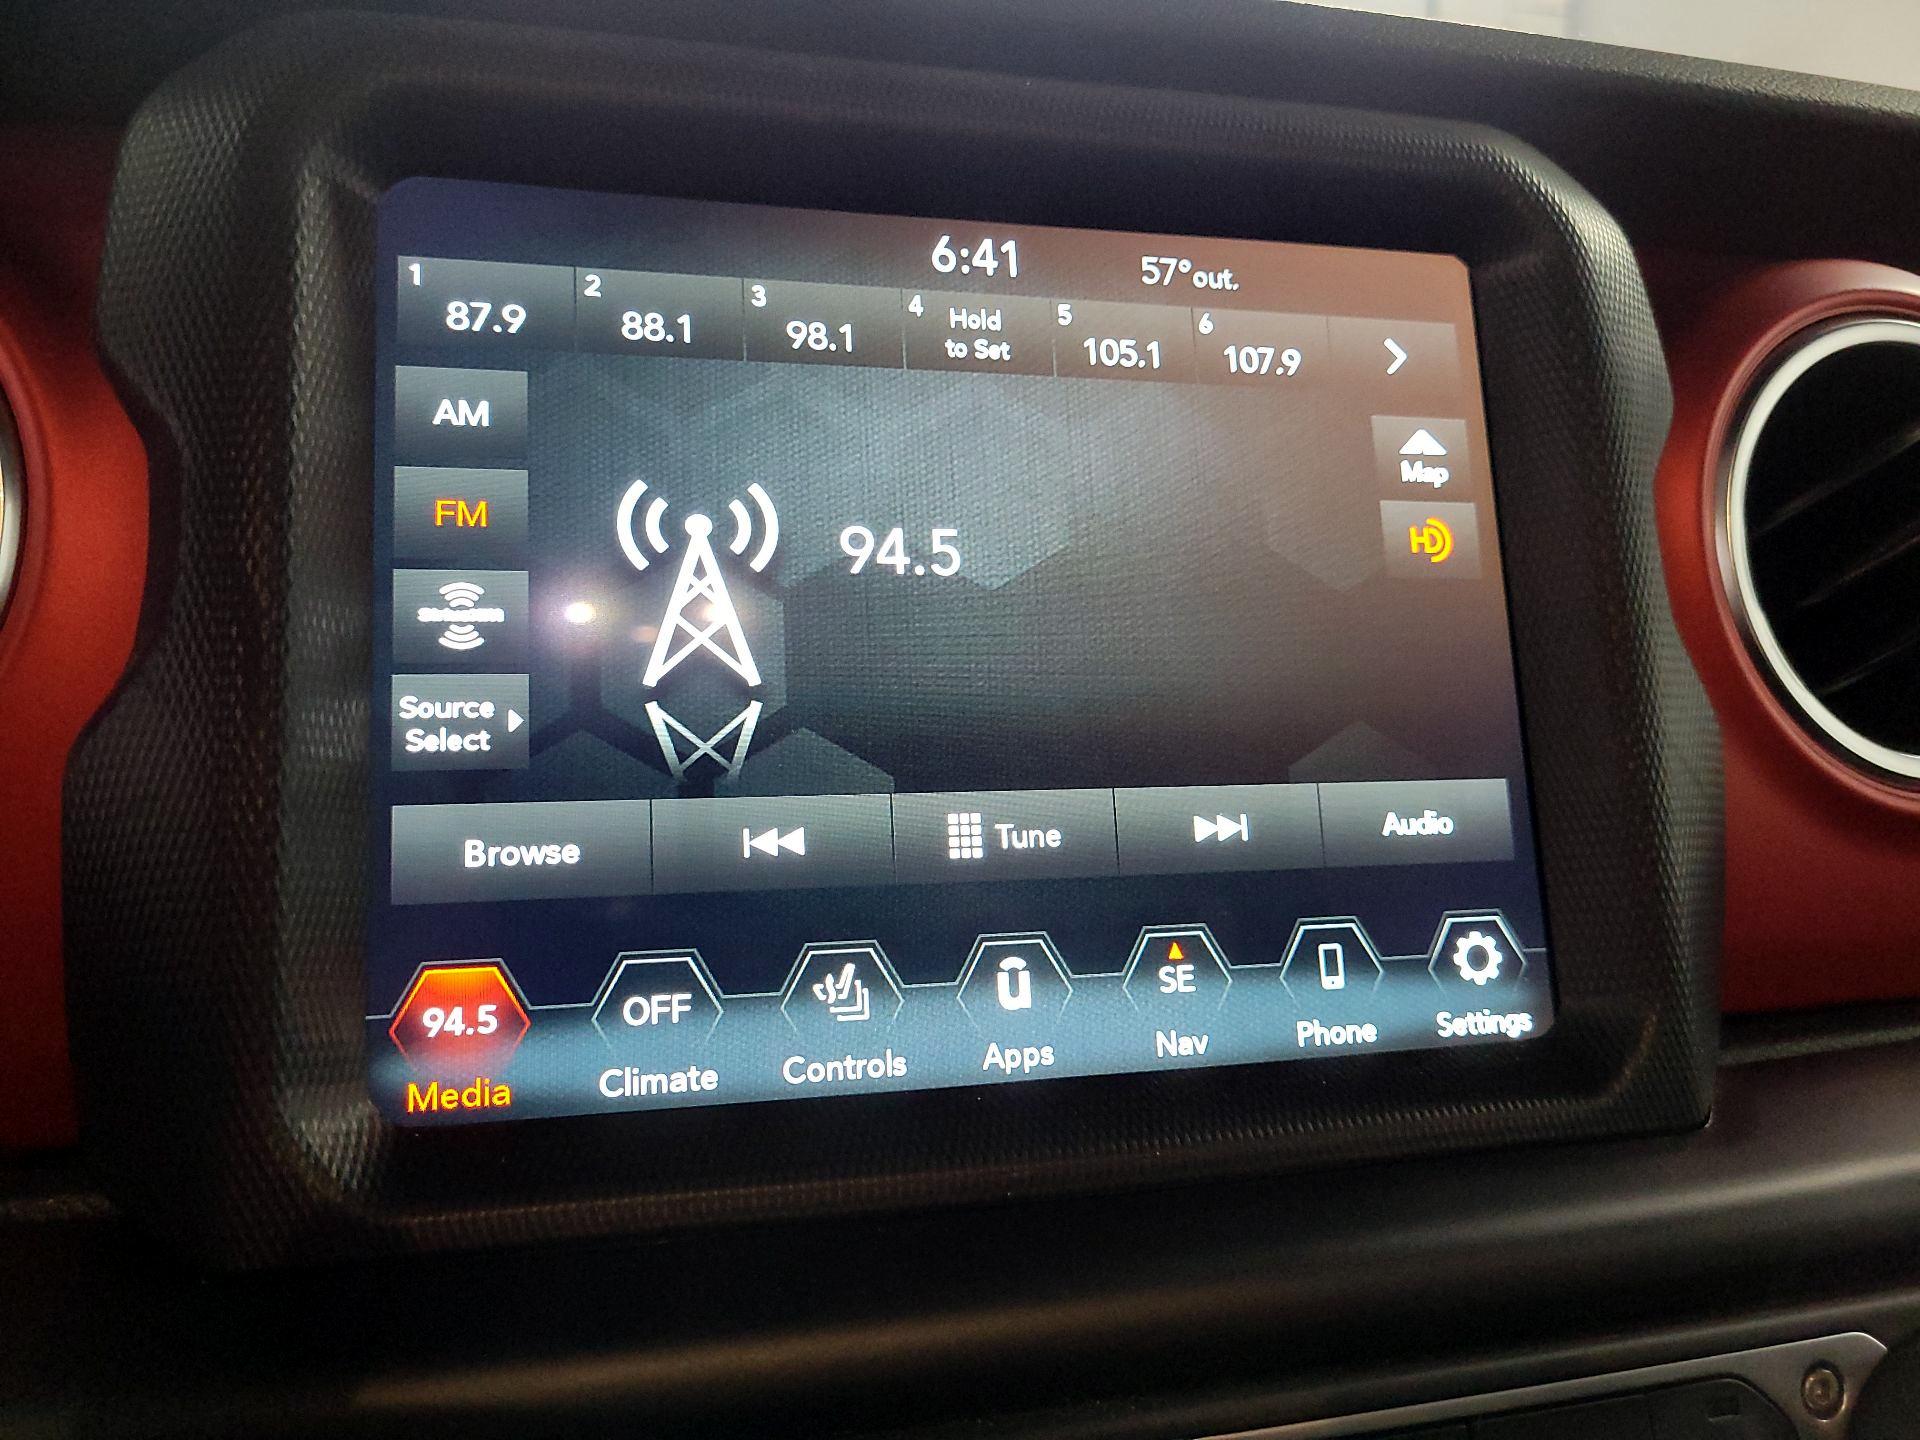 6:41
57°out.
1
87.9
2
88.1
3
98.1
4
Hold
to Set
5
105.1
6
107.9
AM
FM
SiriusXM
Source
Select
94.5
Map
HD
Browse
Tune
Audio
94.5
Media
OFF
Climate
Controls
u
Apps
SE
Nav
Phone
Settings